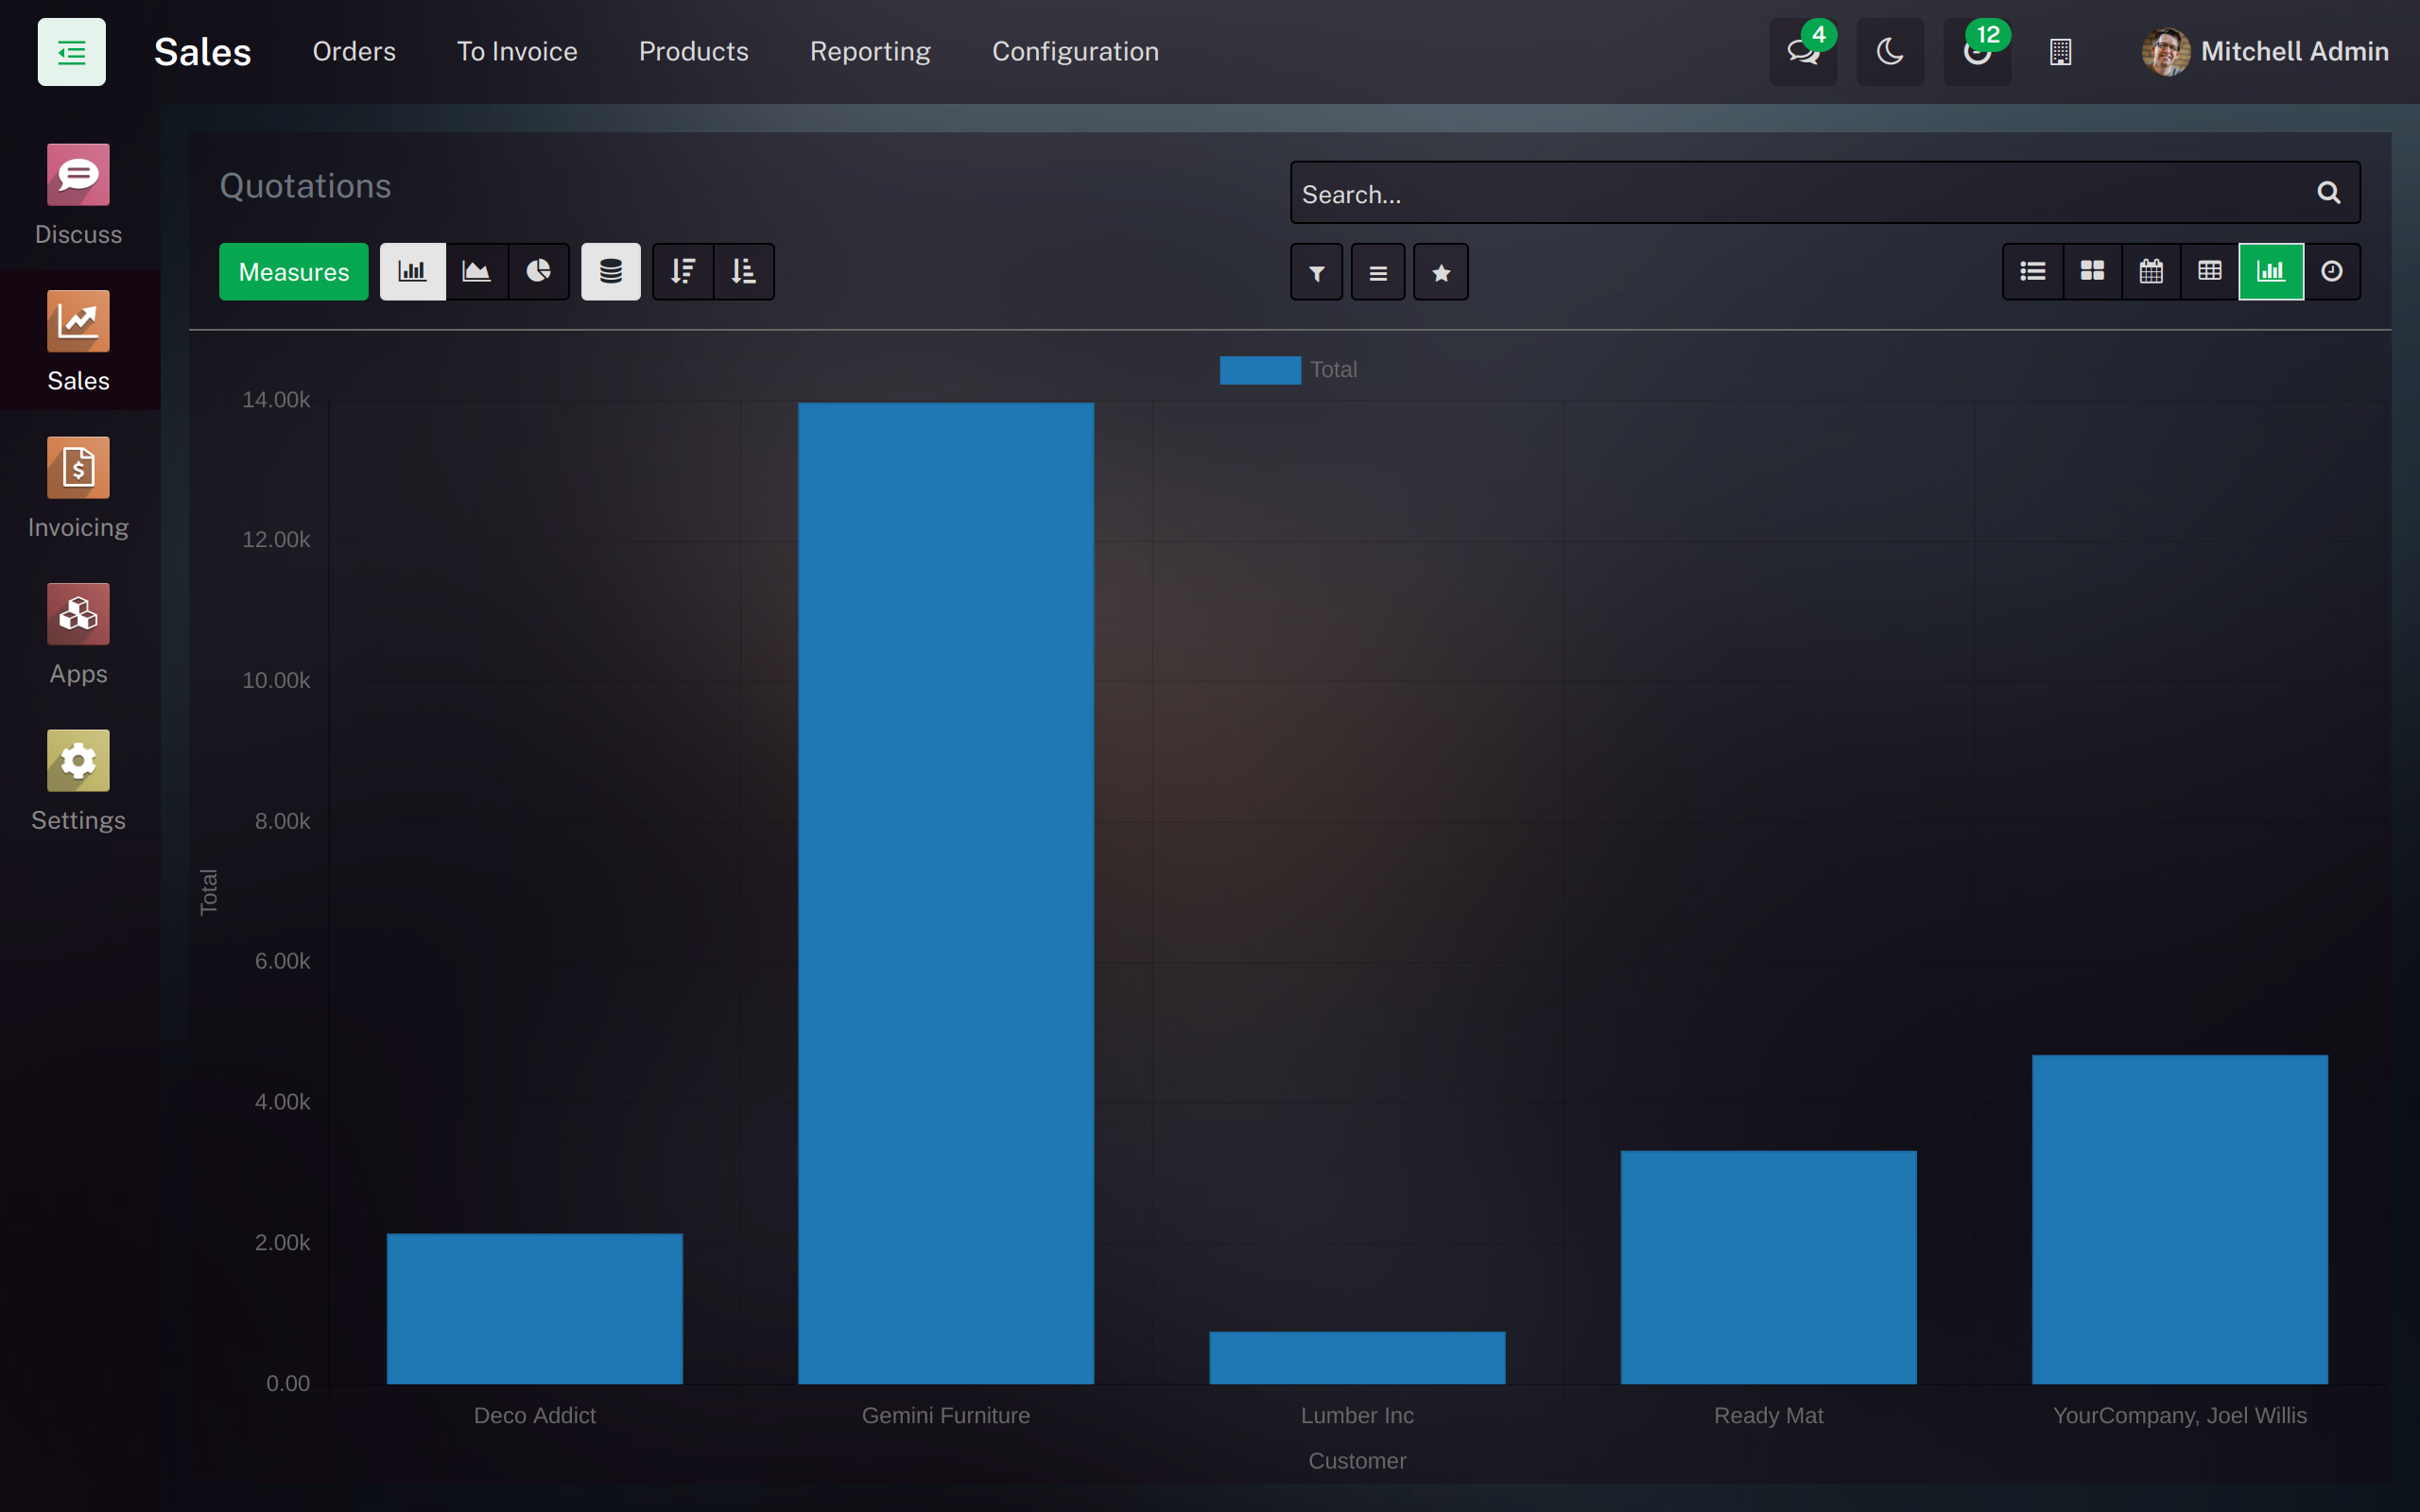 Sales
Orders
To Invoice
Products
Reporting
Configuration
4
12
Mitchell Admin
Discuss
Sales
Invoicing
Apps
Settings
Quotations
Search...
Measures
Total
14.00k
12.00k
10.00k
8.00k
6.00k
4.00k
2.00k
0.00
Total
Deco Addict
Gemini Furniture
Lumber Inc
Ready Mat
YourCompany, Joel Willis
Customer